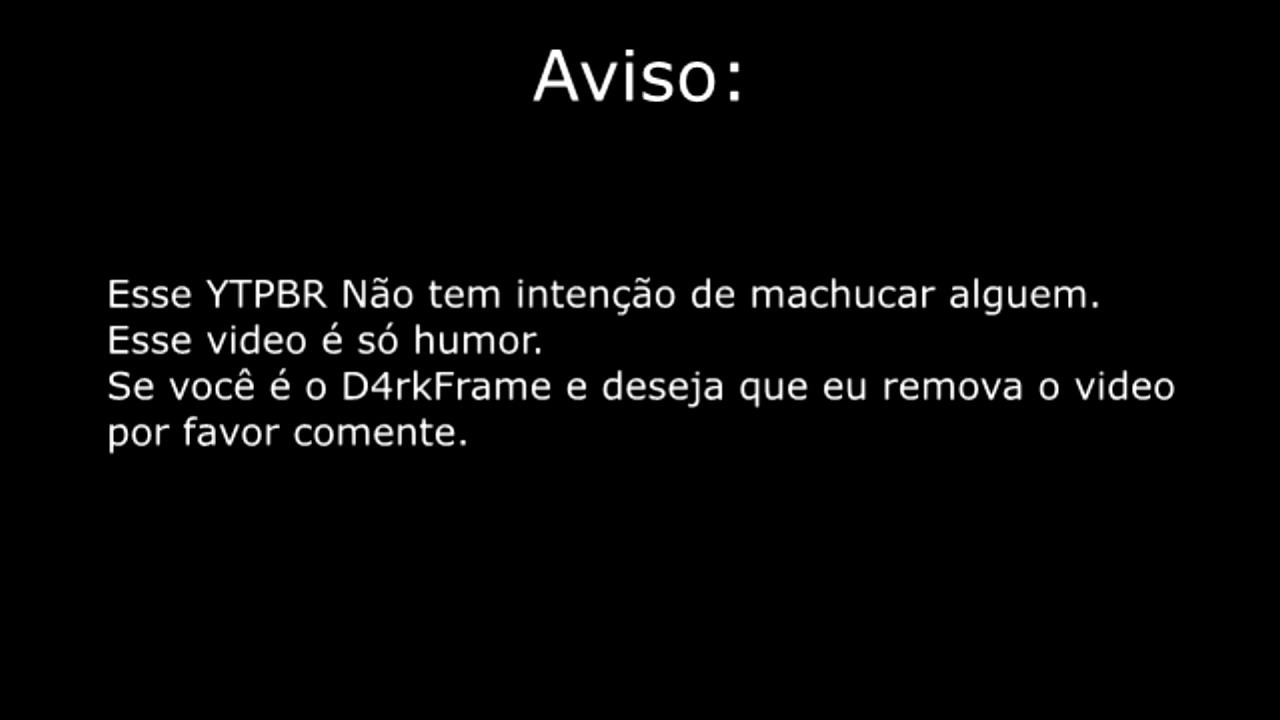 Aviso:
Esse YTPBR Não tem intenção de machucar alguem.
Esse video é só humor.
Se você é o D4rkFrame e deseja que eu remova o video
por favor comente.